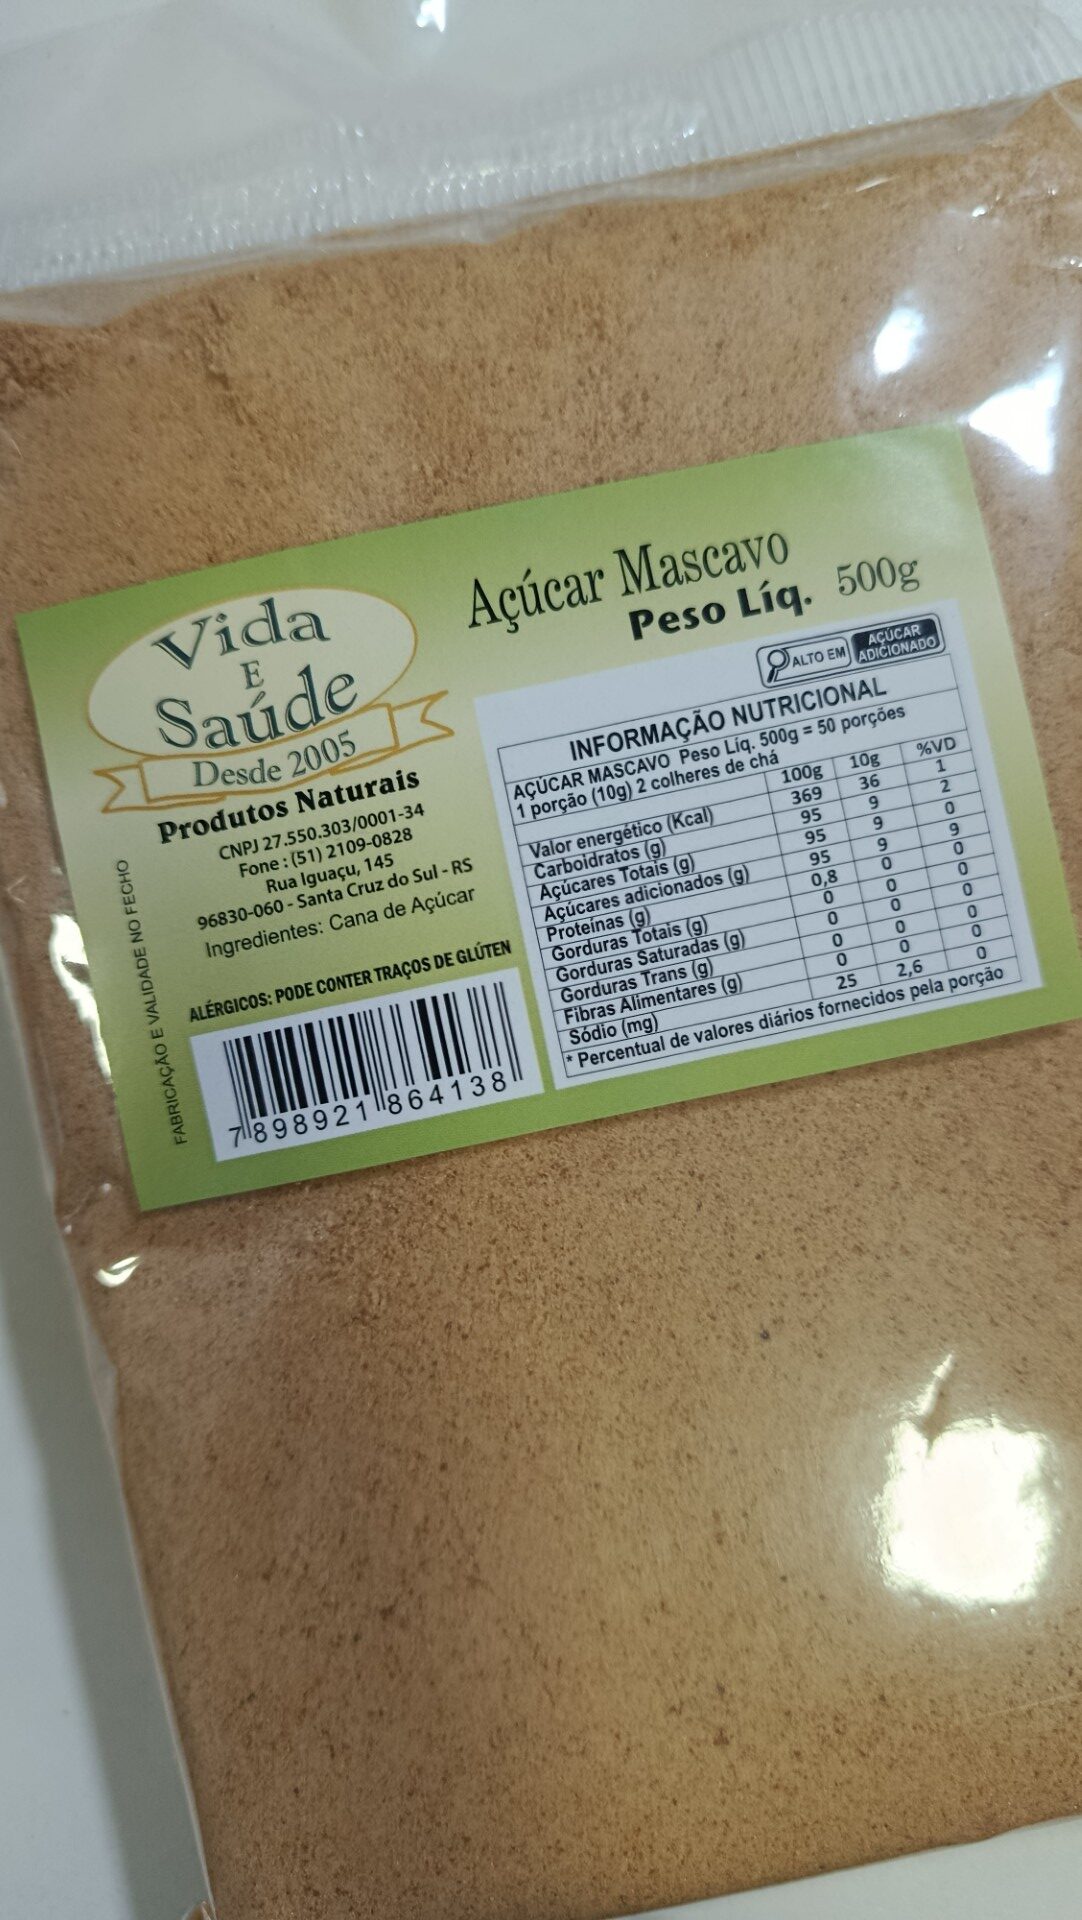 Vida
E
Saúde
Desde 2005
Produtos Naturais
CNPJ 27.550.303/0001-34
Fone : (51) 2109-0828
Rua Iguaçu, 145
96830-060 - Santa Cruz do Sul - RS
Ingredientes: Cana de Açúcar
ALÉRGICOS: PODE CONTER TRAÇOS DE GLÚTEN
FABRICAÇÃO E VALIDADE NO FECHO
7 898921 864138
Açúcar Mascavo
Peso Líq. 500g
ALTO EM AÇÚCAR ADICIONADO
INFORMAÇÃO NUTRICIONAL
AÇÚCAR MASCAVO Peso Líq. 500g = 50 porções
1 porção (10g) 2 colheres de chá
100g 10g %VD
Valor energético (Kcal) 369 36 1
Carboidratos (g) 95 9 2
Açúcares Totais (g) 95 9 0
Açúcares adicionados (g) 95 9 9
Proteínas (g) 0,8 0 0
Gorduras Totais (g) 0 0 0
Gorduras Saturadas (g) 0 0 0
Gorduras Trans (g) 0 0 0
Fibras Alimentares (g) 0 0 0
Sódio (mg) 25 2,6 0
* Percentual de valores diários fornecidos pela porção